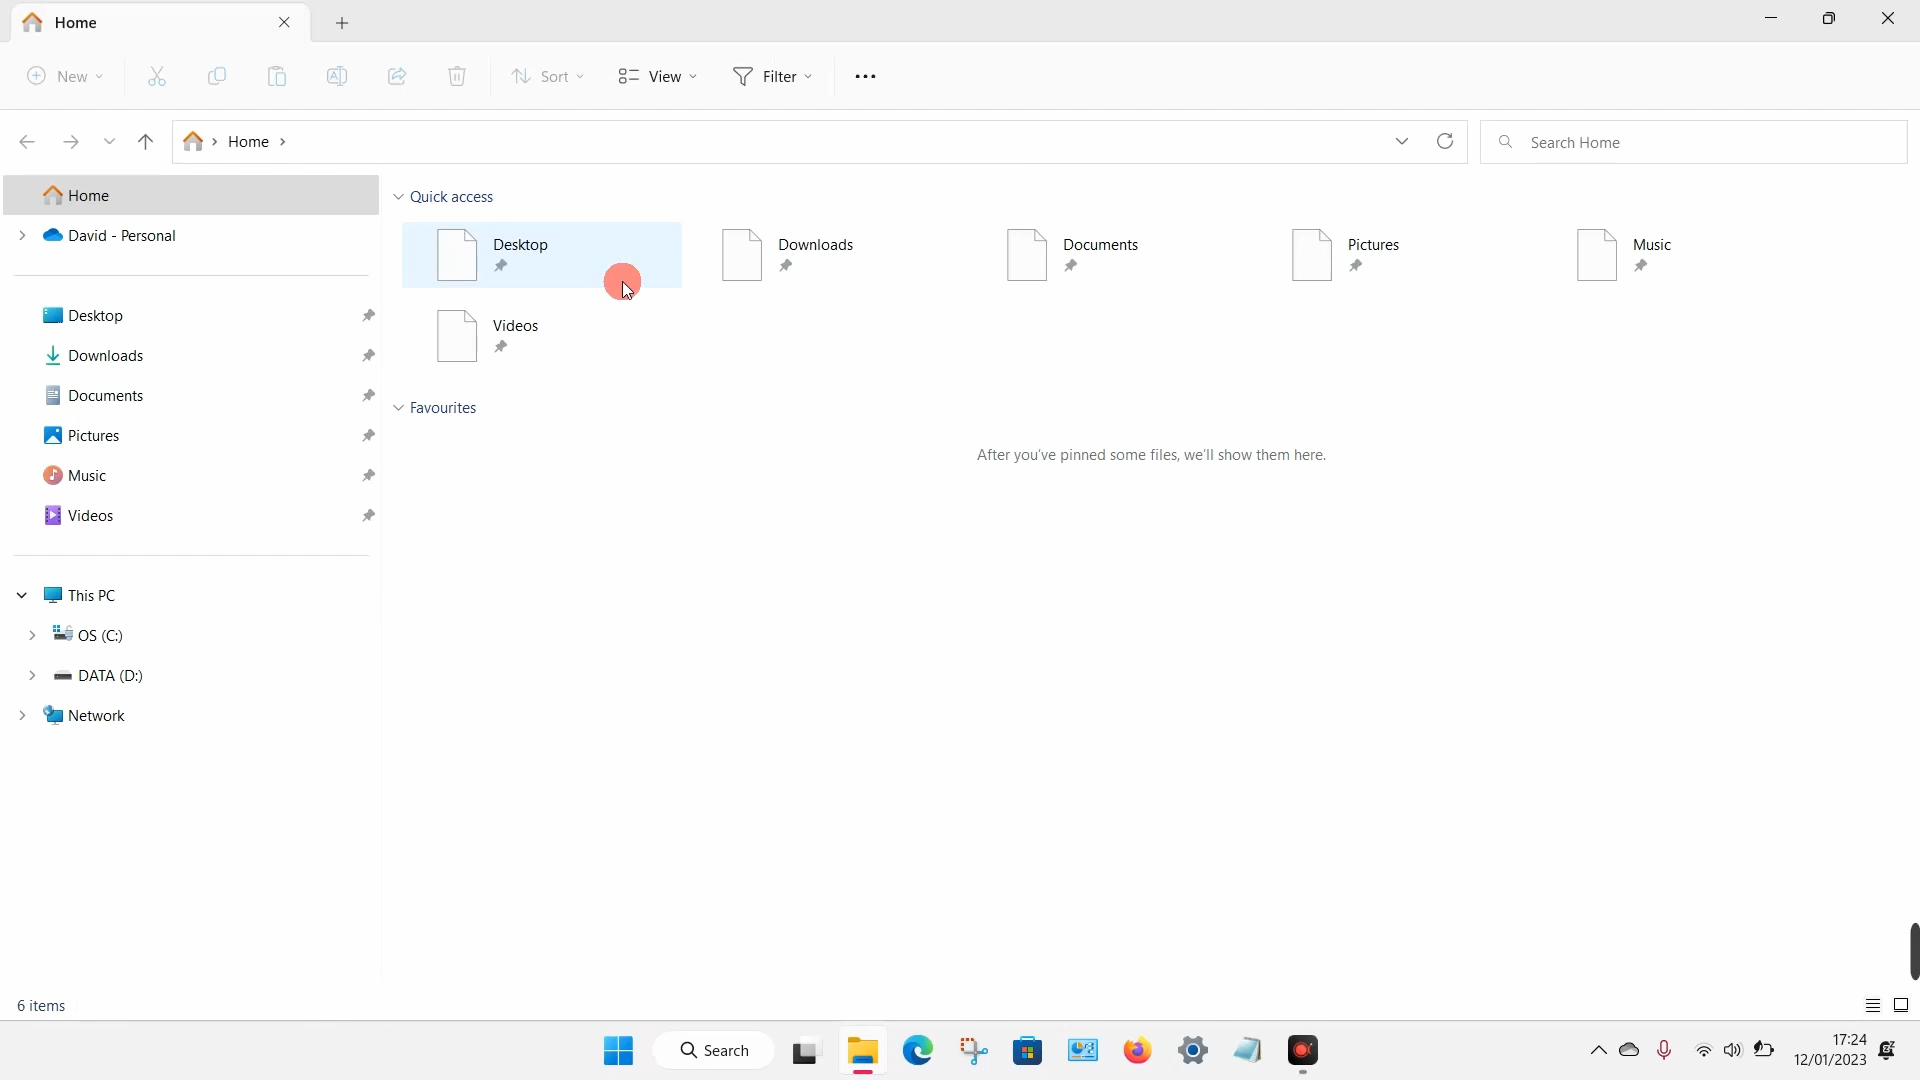 Home
New
Sort
View
Filter
Home
Search Home
Home
David - Personal
Desktop
Downloads
Documents
Pictures
Music
Videos
This PC
OS (C:)
DATA (D:)
Network
Quick access
Desktop
Downloads
Documents
Pictures
Music
Videos
Favourites
After you've pinned some files, we'll show them here.
6 items
Search
17:24
12/01/2023